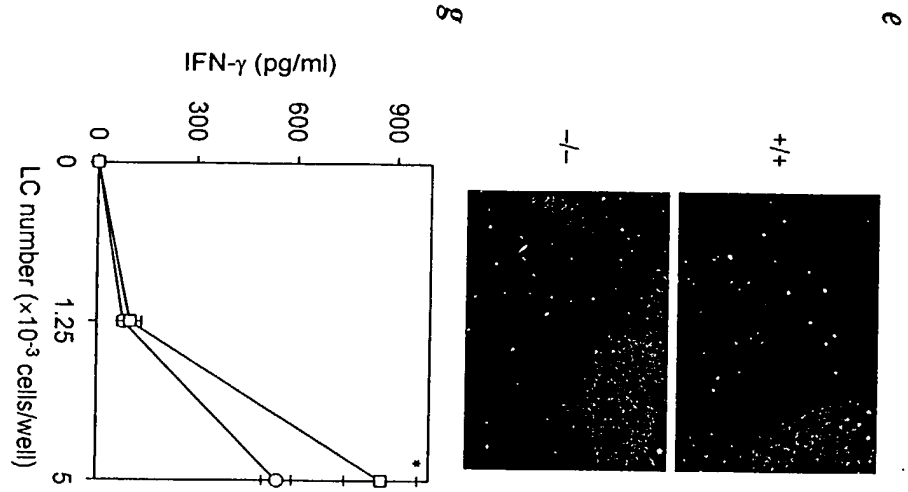 e
+/+
−/−
g
IFN-γ (pg/ml)
900
600
300
0
0 1.25 5
*
LC number (×10⁻³ cells/well)